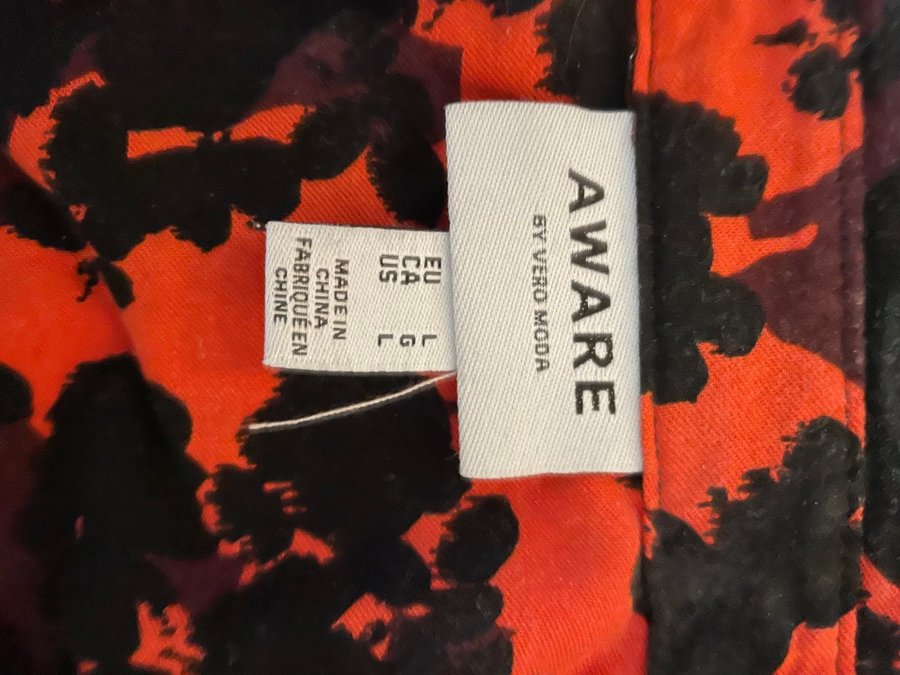 AWARE
BY VERO MODA
EU L
CA G
US L
MADE IN
CHINA
FABRIQUÉ EN
CHINE